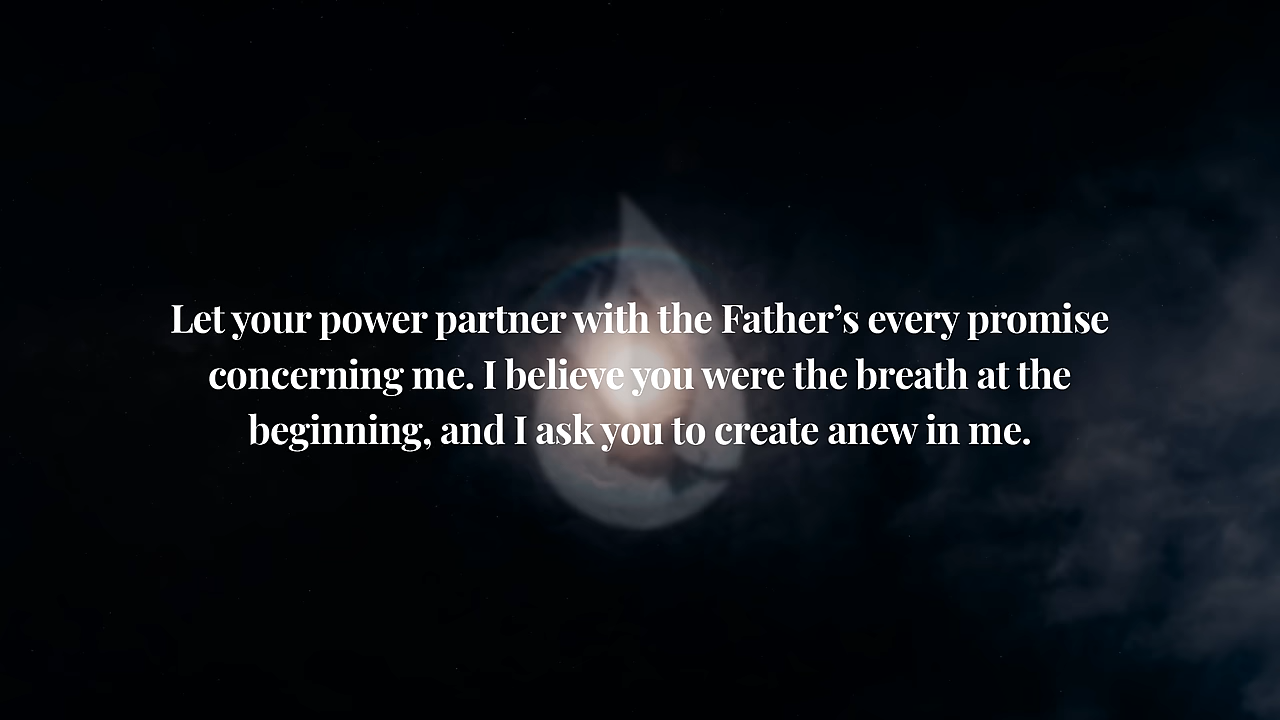 Let your power partner with the Father’s every promise
concerning me. I believe you were the breath at the
beginning, and I ask you to create anew in me.